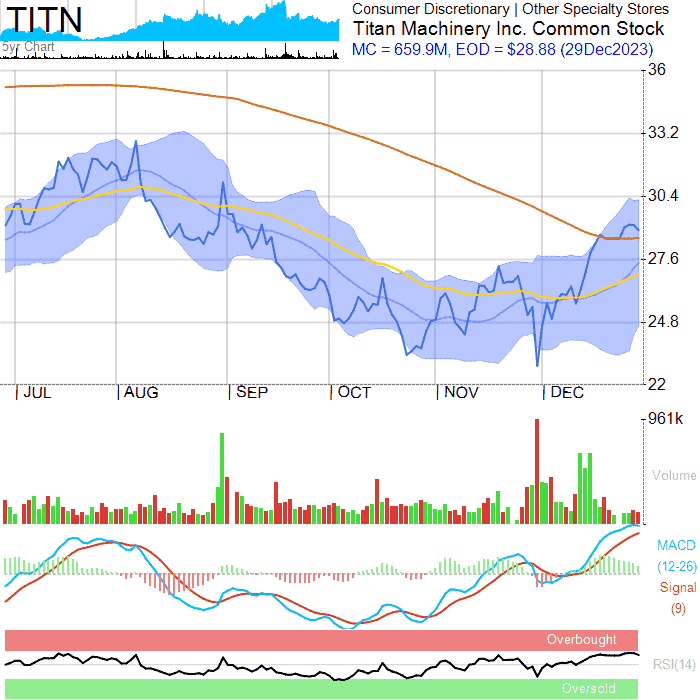 TITN
5yr Chart
Consumer Discretionary | Other Specialty Stores
Titan Machinery Inc. Common Stock
MC = 659.9M, EOD = $28.88 (29Dec2023)
36
33.2
30.4
27.6
24.8
22
JUL AUG SEP OCT NOV DEC
961k
Volume
MACD
(12-26)
Signal
(9)
Overbought
RSI(14)
Oversold